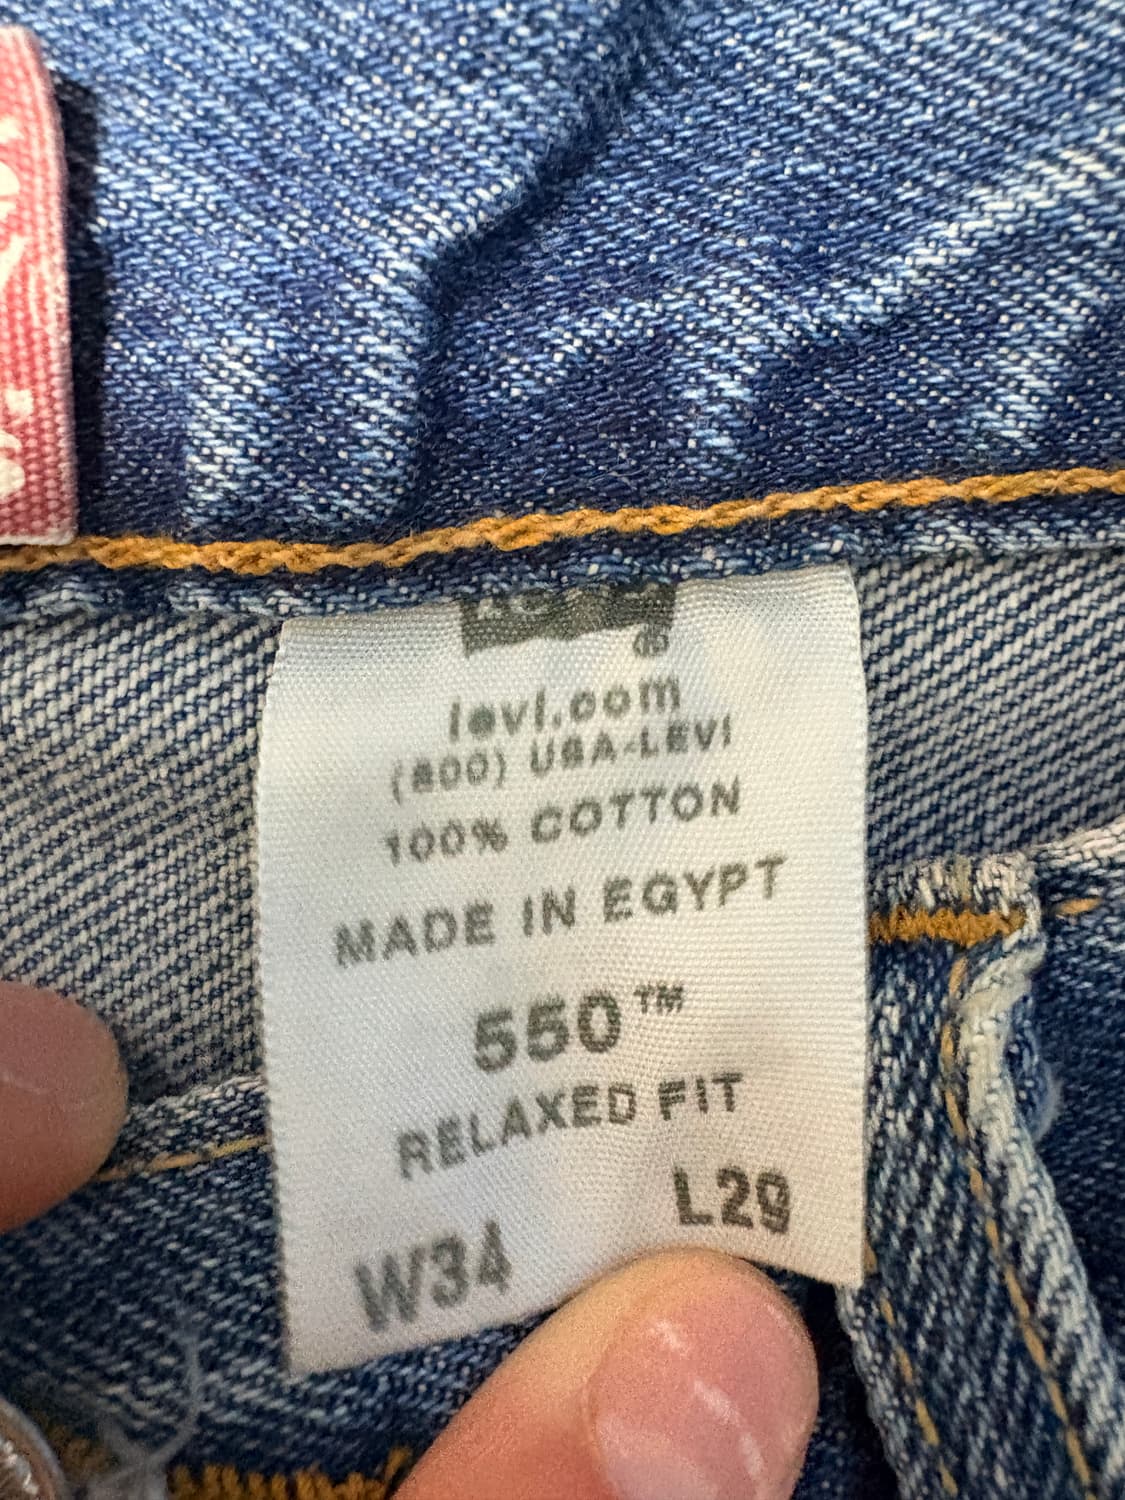 ®
levi.com
(800) USA-LEVI
100% COTTON
MADE IN EGYPT
550™
RELAXED FIT
W34 L29